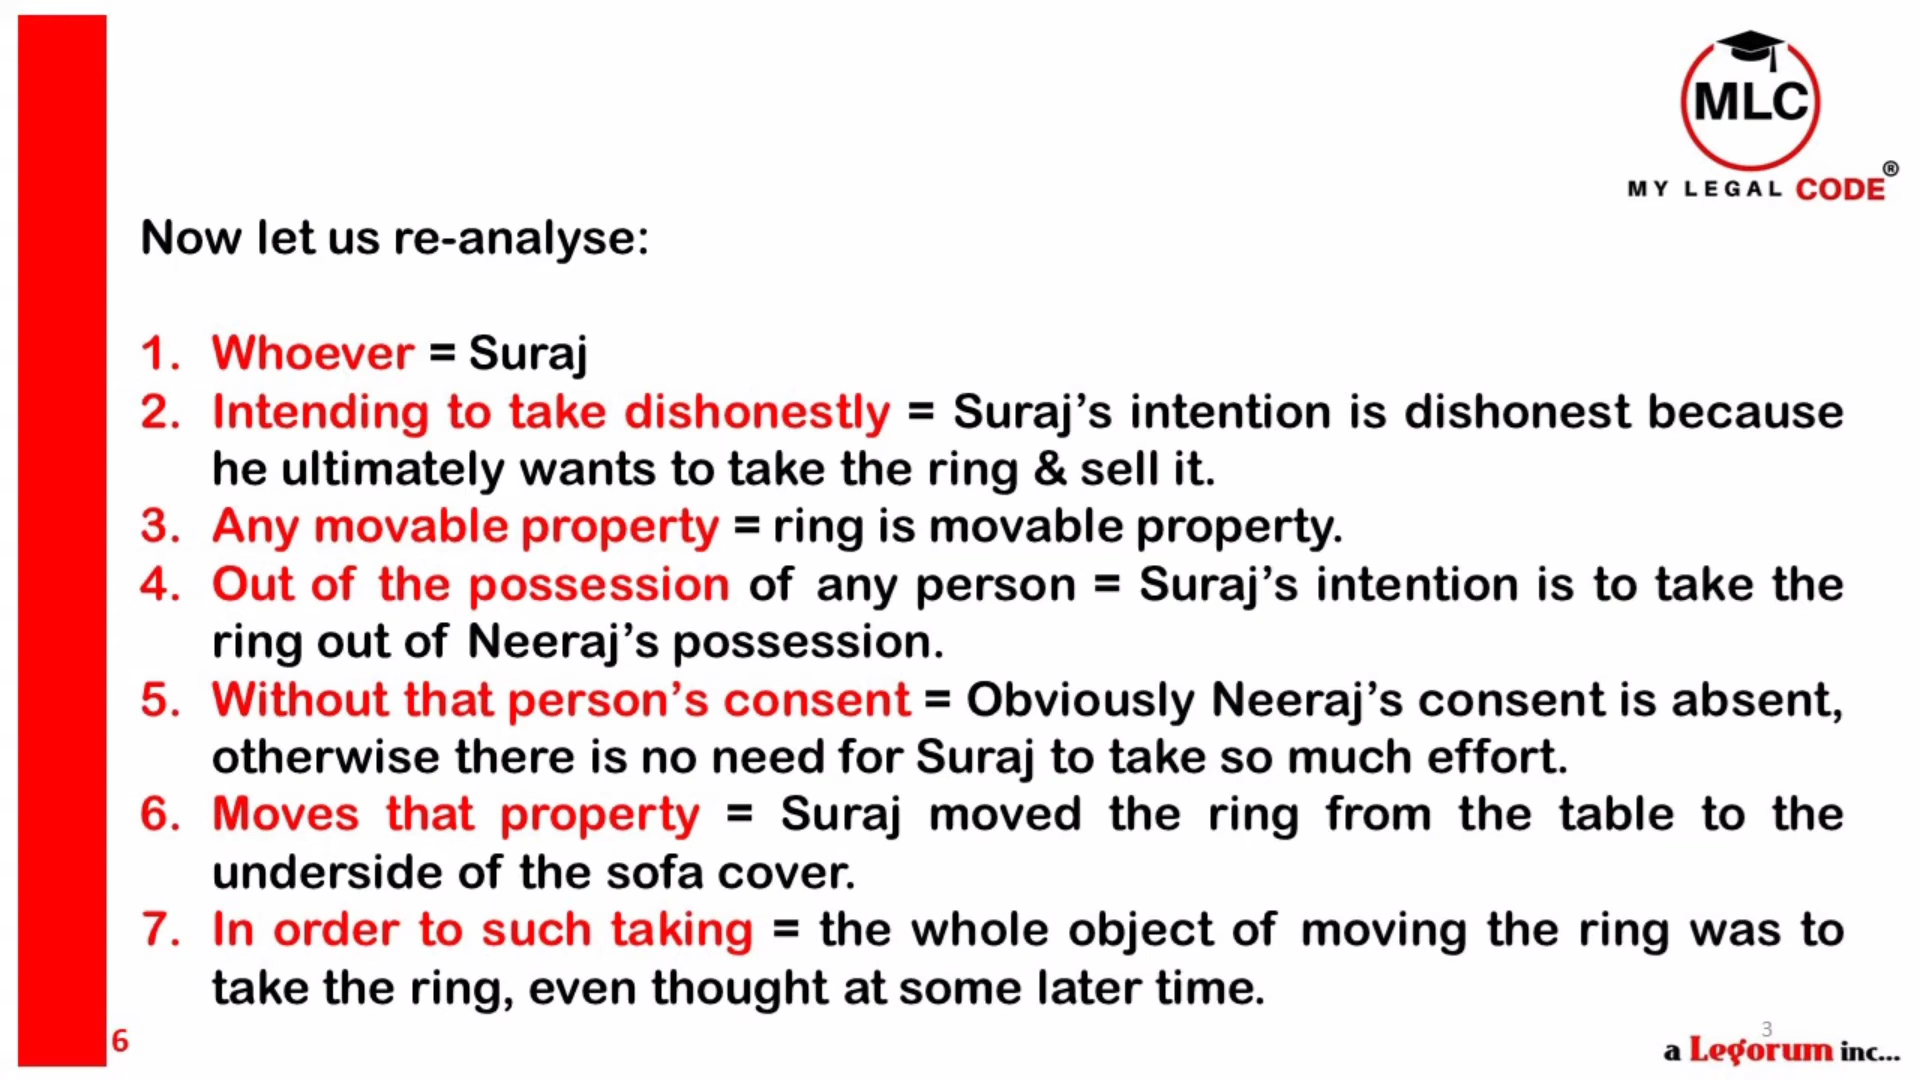 MLC
MY LEGAL CODE®
Now let us re-analyse:
1. Whoever = Suraj
2. Intending to take dishonestly = Suraj’s intention is dishonest because
he ultimately wants to take the ring & sell it.
3. Any movable property = ring is movable property.
4. Out of the possession of any person = Suraj’s intention is to take the
ring out of Neeraj’s possession.
5. Without that person’s consent = Obviously Neeraj’s consent is absent,
otherwise there is no need for Suraj to take so much effort.
6. Moves that property = Suraj moved the ring from the table to the
underside of the sofa cover.
7. In order to such taking = the whole object of moving the ring was to
take the ring, even thought at some later time.
6
3
a Legorum inc...